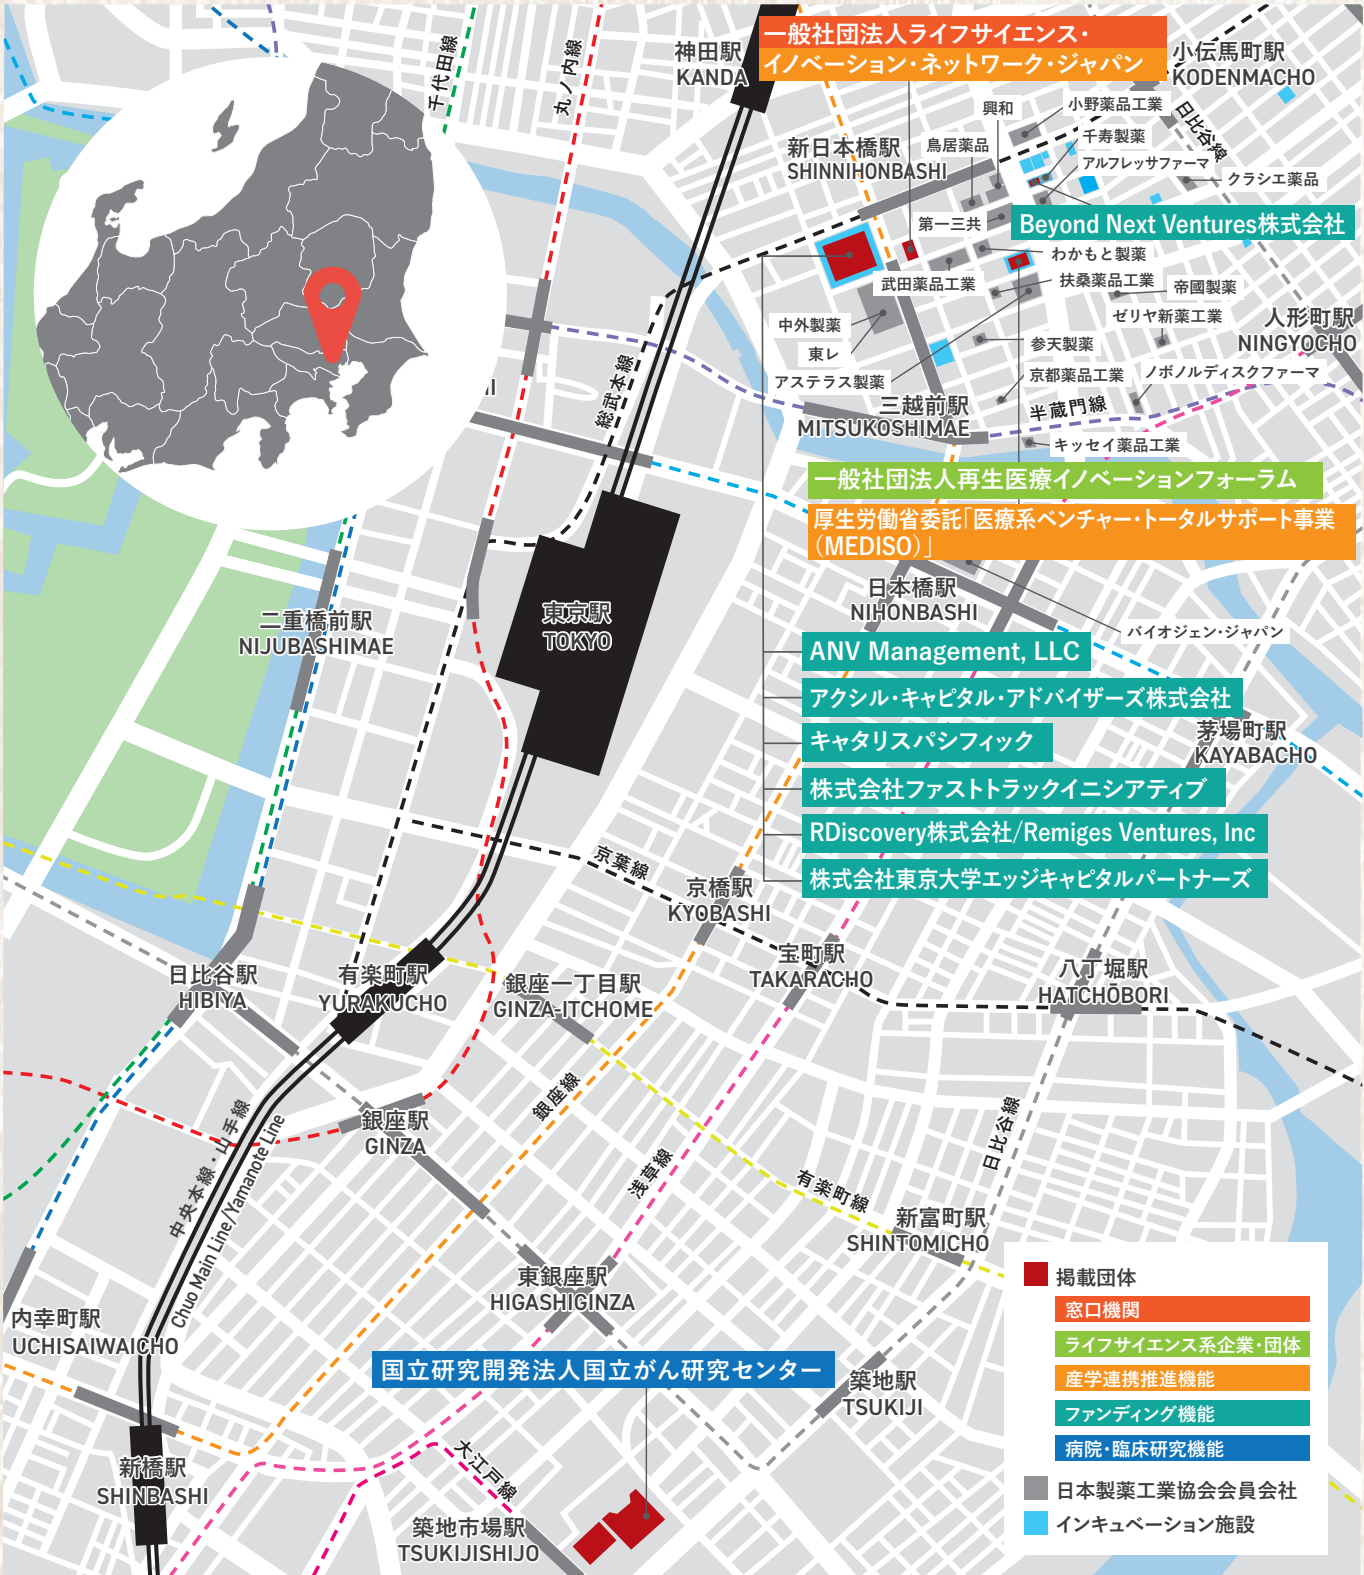 千代田線
丸ノ内線
神田駅
KANDA
一般社団法人ライフサイエンス・
イノベーション・ネットワーク・ジャパン
小伝馬町駅
KODENMACHO
日比谷線
興和
小野薬品工業
新日本橋駅
SHINNIHONBASHI
鳥居薬品
千寿製薬
アルフレッサファーマ
クラシエ薬品
第一三共
Beyond Next Ventures株式会社
わかもと製薬
武田薬品工業
扶桑薬品工業
帝國製薬
中外製薬
ゼリヤ新薬工業
人形町駅
NINGYOCHO
東レ
参天製薬
アステラス製薬
京都薬品工業
ノボノルディスクファーマ
総武本線
三越前駅
MITSUKOSHIMAE
半蔵門線
キッセイ薬品工業
一般社団法人再生医療イノベーションフォーラム
厚生労働省委託「医療系ベンチャー・トータルサポート事業
（MEDISO）」
日本橋駅
NIHONBASHI
バイオジェン・ジャパン
二重橋前駅
NIJUBASHIMAE
東京駅
TOKYO
ANV Management, LLC
アクシル・キャピタル・アドバイザーズ株式会社
茅場町駅
KAYABACHO
キャタリスパシフィック
株式会社ファストトラックイニシアティブ
RDiscovery株式会社/Remiges Ventures, Inc
株式会社東京大学エッジキャピタルパートナーズ
京葉線
京橋駅
KYOBASHI
宝町駅
TAKARACHO
八丁堀駅
HATCHŌBORI
日比谷駅
HIBIYA
有楽町駅
YURAKUCHO
銀座一丁目駅
GINZA-ITCHOME
銀座線
銀座駅
GINZA
中央本線・山手線
Chuo Main Line/Yamanote Line
浅草線
日比谷線
有楽町線
新富町駅
SHINTOMICHO
東銀座駅
HIGASHIGINZA
内幸町駅
UCHISAIWAICHO
国立研究開発法人国立がん研究センター
築地駅
TSUKIJI
新橋駅
SHINBASHI
大江戸線
築地市場駅
TSUKIJISHIJO
掲載団体
窓口機関
ライフサイエンス系企業・団体
産学連携推進機能
ファンディング機能
病院・臨床研究機能
日本製薬工業協会会員会社
インキュベーション施設